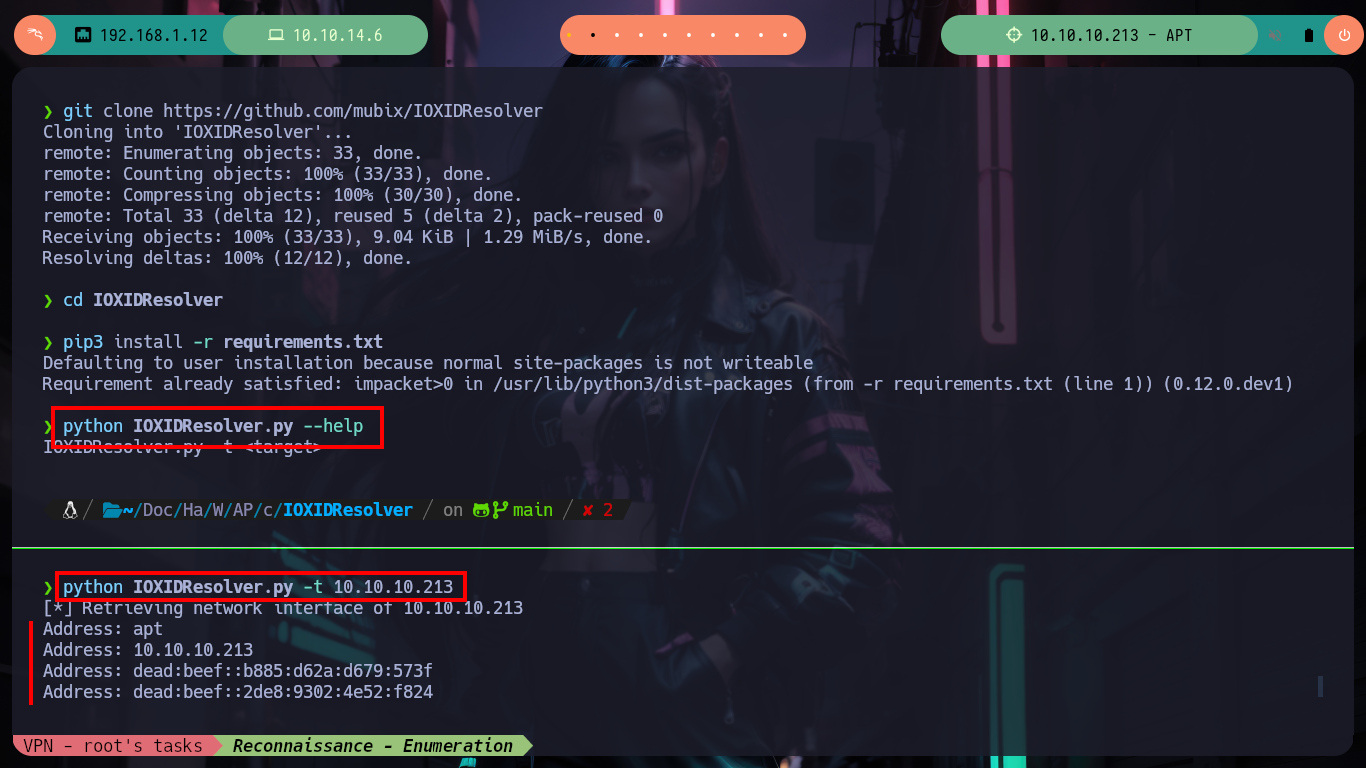 192.168.1.12
10.10.14.6
10.10.10.213 - APT
❯ git clone https://github.com/mubix/IOXIDResolver
Cloning into 'IOXIDResolver'...
remote: Enumerating objects: 33, done.
remote: Counting objects: 100% (33/33), done.
remote: Compressing objects: 100% (30/30), done.
remote: Total 33 (delta 12), reused 5 (delta 2), pack-reused 0
Receiving objects: 100% (33/33), 9.04 KiB | 1.29 MiB/s, done.
Resolving deltas: 100% (12/12), done.
❯ cd IOXIDResolver
❯ pip3 install -r requirements.txt
Defaulting to user installation because normal site-packages is not writeable
Requirement already satisfied: impacket>0 in /usr/lib/python3/dist-packages (from -r requirements.txt (line 1)) (0.12.0.dev1)
❯ python IOXIDResolver.py --help
IOXIDResolver.py -t <target>
/ ~/Doc/Ha/W/AP/c/IOXIDResolver / on main / ✘ 2
❯ python IOXIDResolver.py -t 10.10.10.213
[*] Retrieving network interface of 10.10.10.213
Address: apt
Address: 10.10.10.213
Address: dead:beef::b885:d62a:d679:573f
Address: dead:beef::2de8:9302:4e52:f824
VPN - root's tasks
Reconnaissance - Enumeration